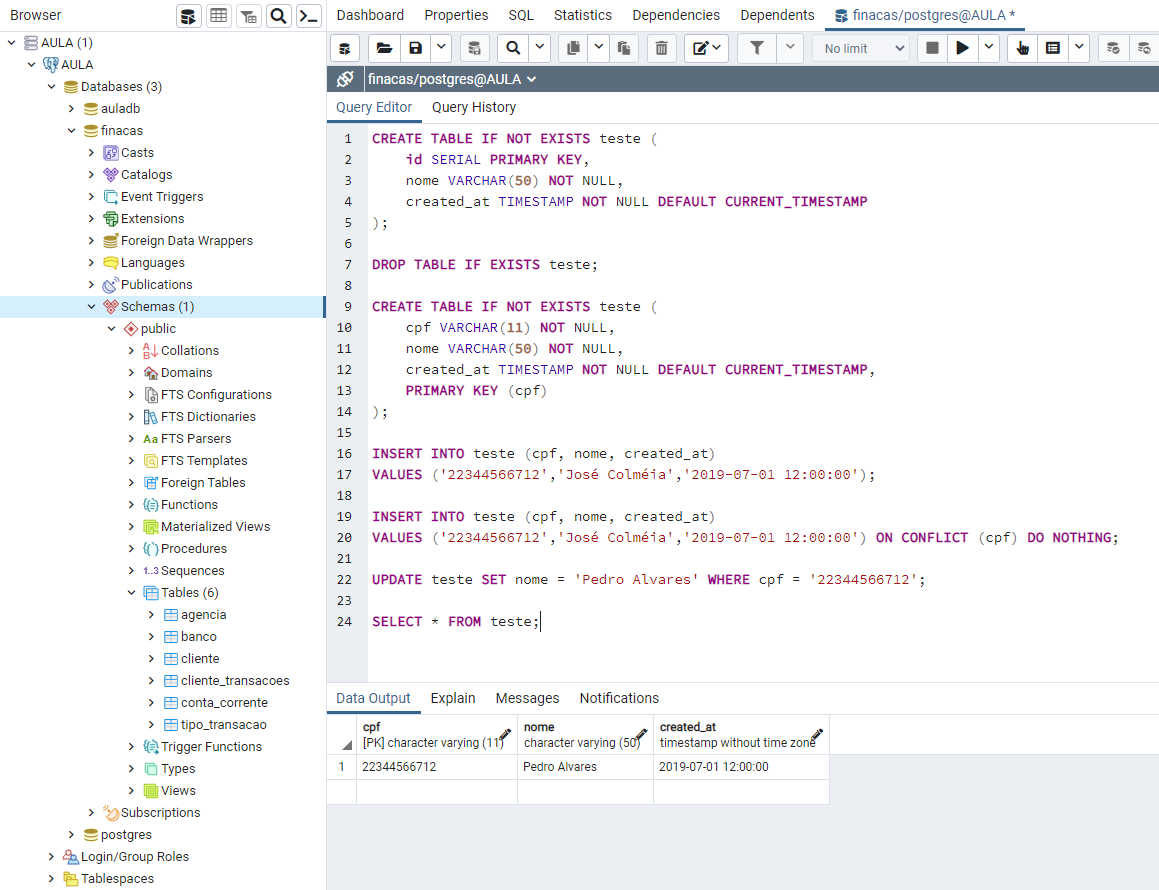 Browser
Dashboard Properties SQL Statistics Dependencies Dependents finacas/postgres@AULA *
AULA (1)
AULA
Databases (3)
auladb
finacas
Casts
Catalogs
Event Triggers
Extensions
Foreign Data Wrappers
Languages
Publications
Schemas (1)
public
Collations
Domains
FTS Configurations
FTS Dictionaries
Aa FTS Parsers
FTS Templates
Foreign Tables
Functions
Materialized Views
Procedures
1..3 Sequences
Tables (6)
agencia
banco
cliente
cliente_transacoes
conta_corrente
tipo_transacao
Trigger Functions
Types
Views
Subscriptions
postgres
Login/Group Roles
Tablespaces
No limit
finacas/postgres@AULA
Query Editor Query History
1 CREATE TABLE IF NOT EXISTS teste (
2 id SERIAL PRIMARY KEY,
3 nome VARCHAR(50) NOT NULL,
4 created_at TIMESTAMP NOT NULL DEFAULT CURRENT_TIMESTAMP
5 );
6
7 DROP TABLE IF EXISTS teste;
8
9 CREATE TABLE IF NOT EXISTS teste (
10 cpf VARCHAR(11) NOT NULL,
11 nome VARCHAR(50) NOT NULL,
12 created_at TIMESTAMP NOT NULL DEFAULT CURRENT_TIMESTAMP,
13 PRIMARY KEY (cpf)
14 );
15
16 INSERT INTO teste (cpf, nome, created_at)
17 VALUES ('22344566712','José Colméia','2019-07-01 12:00:00');
18
19 INSERT INTO teste (cpf, nome, created_at)
20 VALUES ('22344566712','José Colméia','2019-07-01 12:00:00') ON CONFLICT (cpf) DO NOTHING;
21
22 UPDATE teste SET nome = 'Pedro Alvares' WHERE cpf = '22344566712';
23
24 SELECT * FROM teste;
Data Output Explain Messages Notifications
cpf nome created_at
[PK] character varying (11) character varying (50) timestamp without time zone
1 22344566712 Pedro Alvares 2019-07-01 12:00:00